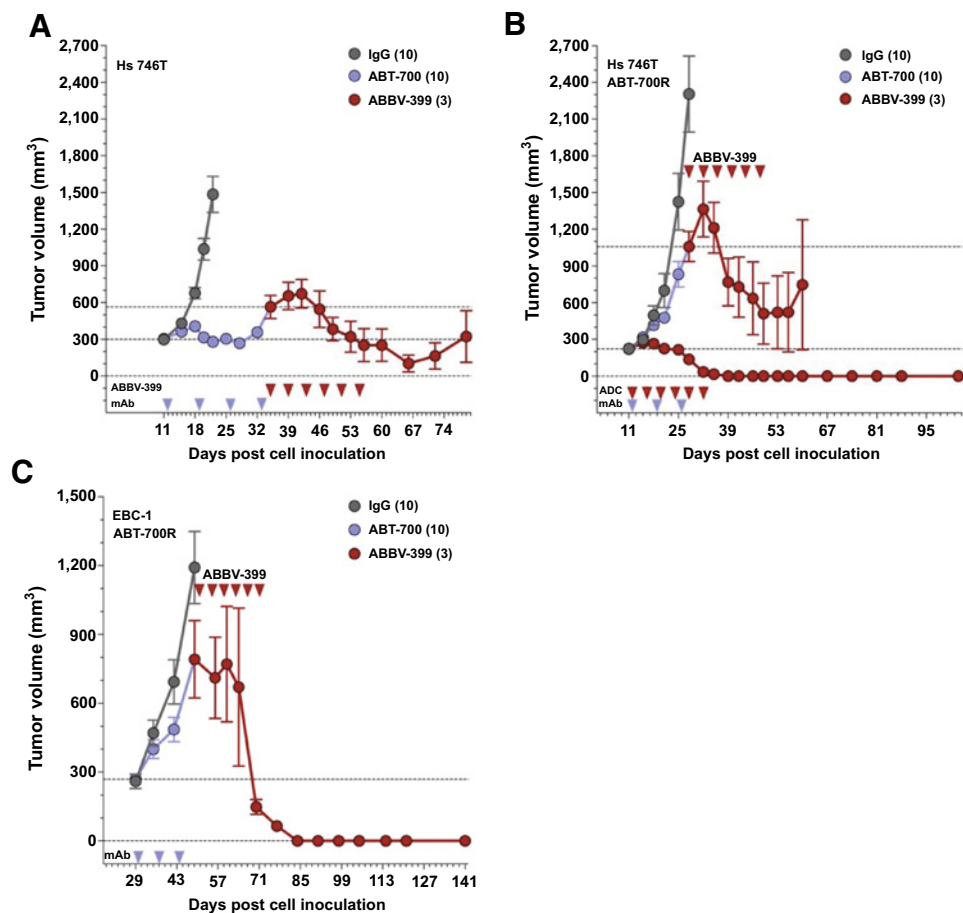 A
2,700
2,400
2,100
1,800
1,500
1,200
900
600
300
0
Tumor volume (mm³)
Hs 746T
IgG (10)
ABT-700 (10)
ABBV-399 (3)
ABBV-399
mAb
11 18 25 32 39 46 53 60 67 74
Days post cell inoculation
B
2,700
2,400
2,100
1,800
1,500
1,200
900
600
300
0
Tumor volume (mm³)
Hs 746T
ABT-700R
IgG (10)
ABT-700 (10)
ABBV-399 (3)
ABBV-399
ADC
mAb
11 25 39 53 67 81 95
Days post cell inoculation
C
1,500
1,200
900
600
300
0
Tumor volume (mm³)
EBC-1
ABT-700R
IgG (10)
ABT-700 (10)
ABBV-399 (3)
ABBV-399
mAb
29 43 57 71 85 99 113 127 141
Days post cell inoculation